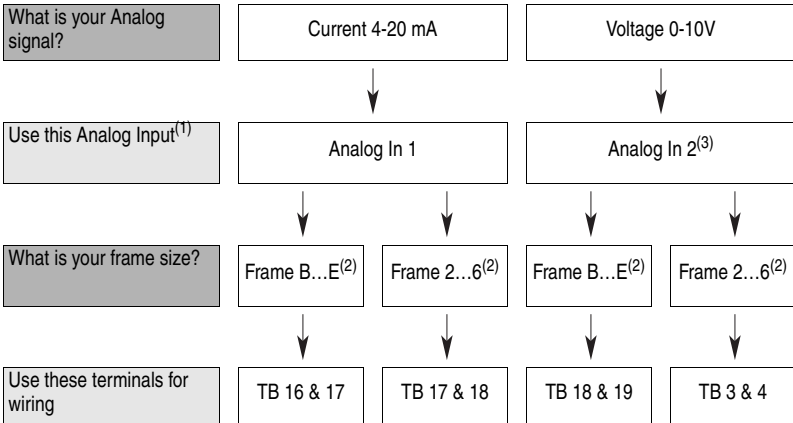 What is your Analog
signal?
Current 4-20 mA
Voltage 0-10V
Use this Analog Input(1)
Analog In 1
Analog In 2(3)
What is your frame size?
Frame B...E(2)
Frame 2...6(2)
Frame B...E(2)
Frame 2...6(2)
Use these terminals for
wiring
TB 16 & 17
TB 17 & 18
TB 18 & 19
TB 3 & 4